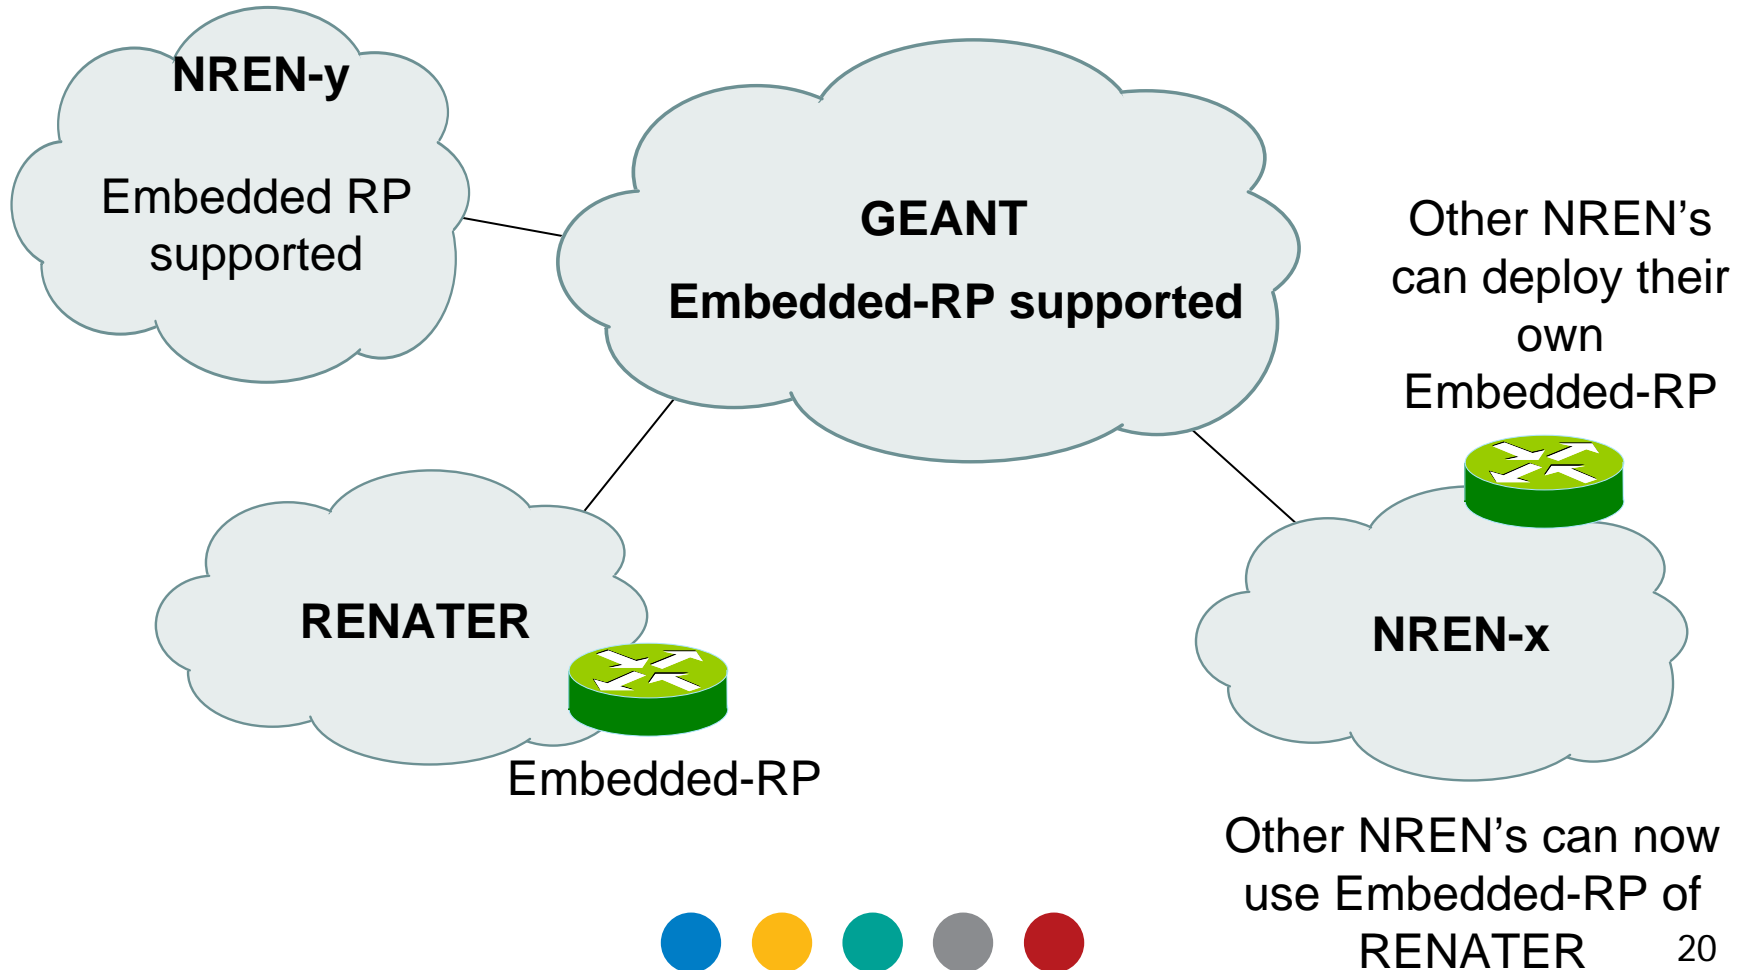 NREN-y
Embedded RP
supported
GEANT
Embedded-RP supported
Other NREN's
can deploy their
own
Embedded-RP
RENATER
Embedded-RP
NREN-x
Other NREN's can now
use Embedded-RP of
RENATER
20